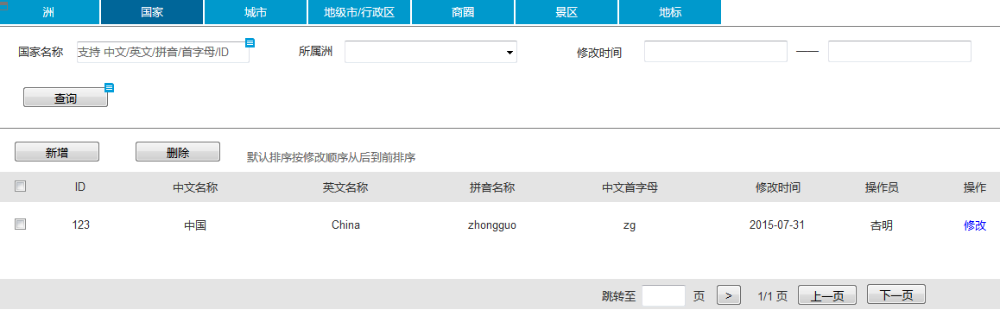 洲 国家 城市 地级市/行政区 商圈 景区 地标
国家名称 支持 中文/英文/拼音/首字母/ID 所属洲 修改时间 ——
查询
新增 删除 默认排序按修改顺序从后到前排序
ID 中文名称 英文名称 拼音名称 中文首字母 修改时间 操作员 操作
123 中国 China zhongguo zg 2015-07-31 杏明 修改
跳转至 页 > 1/1 页 上一页 下一页